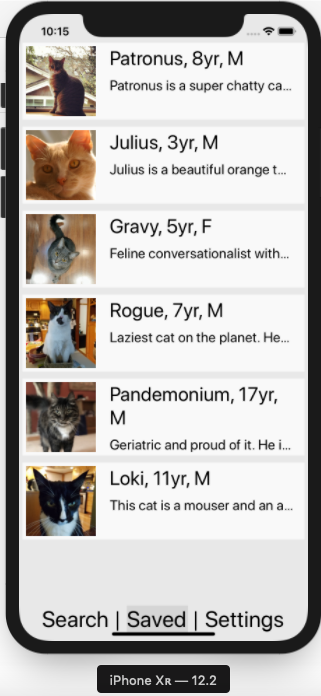 10:15
Patronus, 8yr, M
Patronus is a super chatty ca...
Julius, 3yr, M
Julius is a beautiful orange t...
Gravy, 5yr, F
Feline conversationalist with...
Rogue, 7yr, M
Laziest cat on the planet. He...
Pandemonium, 17yr,
M
Geriatric and proud of it. He i...
Loki, 11yr, M
This cat is a mouser and an a...
Search | Saved | Settings
iPhone Xʀ — 12.2